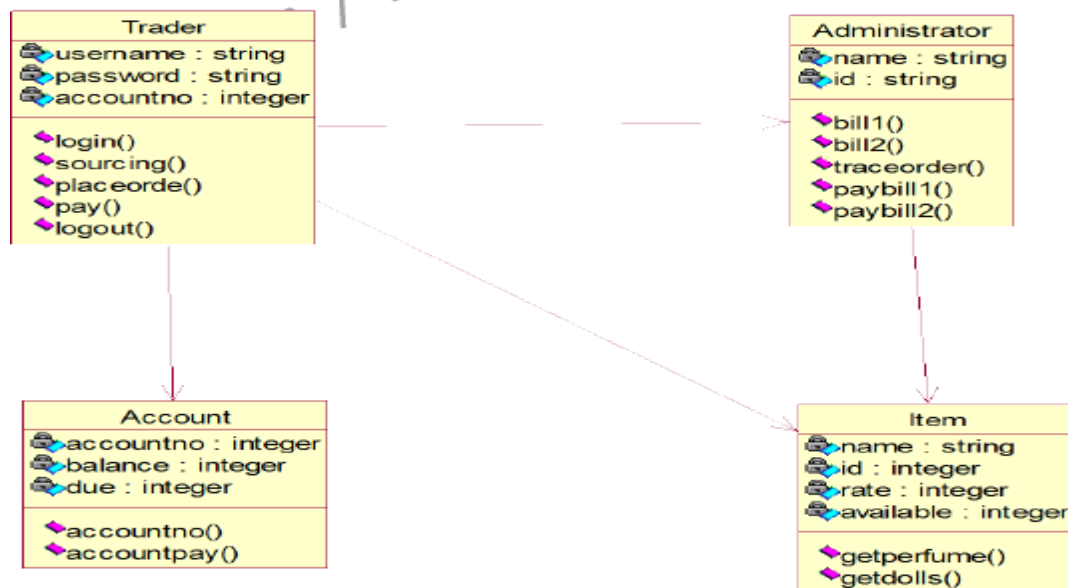 Trader
username : string
password : string
accountno : integer
login()
sourcing()
placeorde()
pay()
logout()
Administrator
name : string
id : string
bill1()
bill2()
traceorder()
paybill1()
paybill2()
Account
accountno : integer
balance : integer
due : integer
accountno()
accountpay()
Item
name : string
id : integer
rate : integer
available : integer
getperfume()
getdolls()